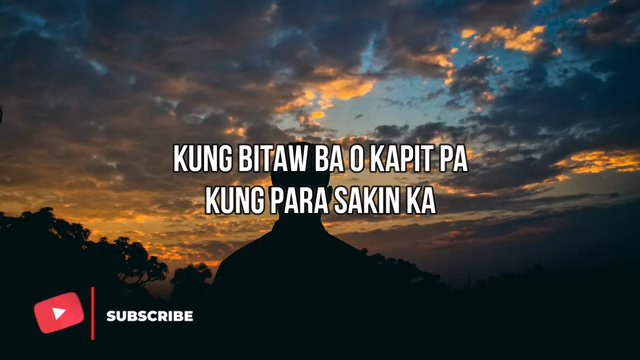 KUNG BITAW BA O KAPIT PA
KUNG PARA SAKIN KA
SUBSCRIBE